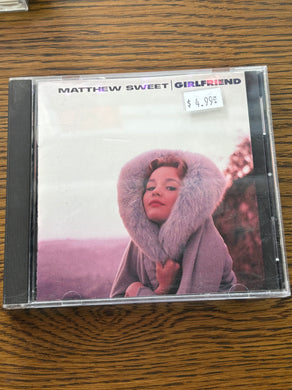 MATTHEW SWEET | GIRLFRIEND
$ 4.99